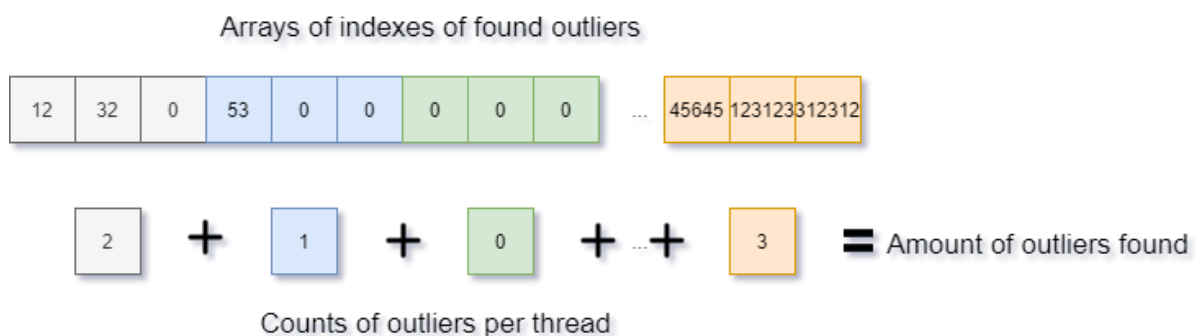 Arrays of indexes of found outliers
12 32 0 53 0 0 0 0 0 ... 45645 123123 312312
2 + 1 + 0 + ... + 3 = Amount of outliers found
Counts of outliers per thread